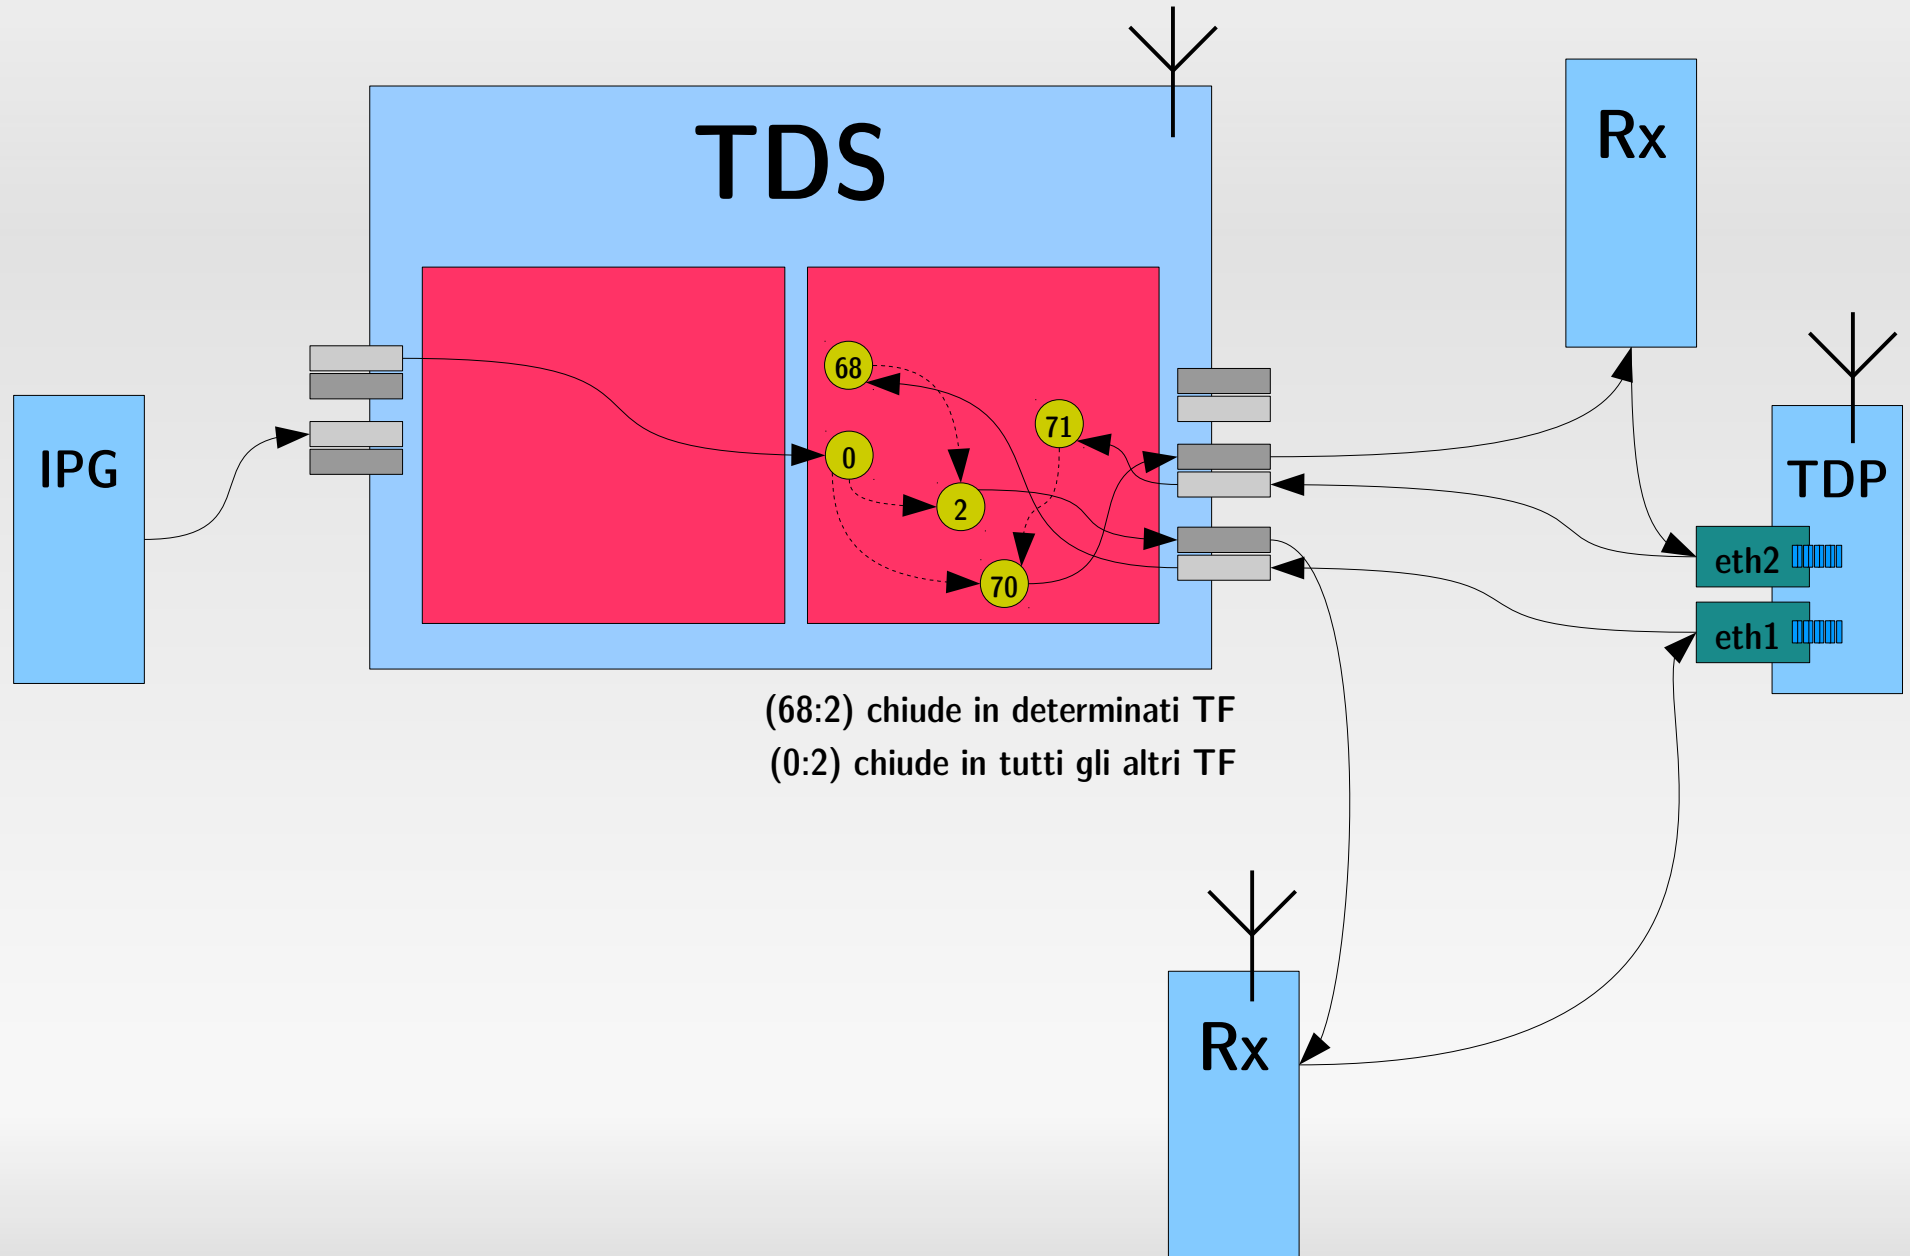 TDS
Rx
IPG
68
71
0
2
70
TDP
eth2
eth1
(68:2) chiude in determinati TF
(0:2) chiude in tutti gli altri TF
Rx